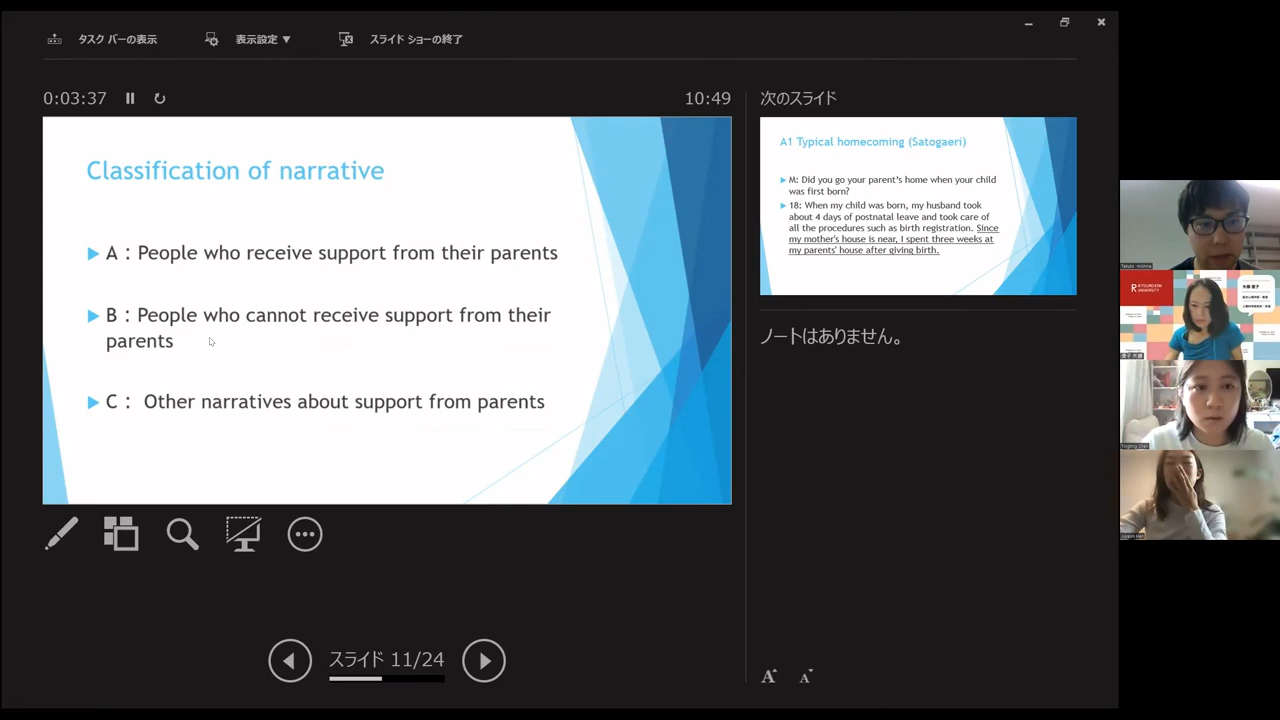 タスク バーの表示
表示設定 ▼
スライド ショーの終了
0:03:37
10:49
Classification of narrative
A : People who receive support from their parents
B : People who cannot receive support from their
parents
C : Other narratives about support from parents
スライド 11/24
次のスライド
A1 Typical homecoming (Satogaeri)
M: Did you go your parent's home when your child
was first born?
18: When my child was born, my husband took
about 4 days of postnatal leave and took care of
all the procedures such as birth registration. Since
my mother's house is near, I spent three weeks at
my parents' house after giving birth.
ノートはありません。
A
A
RITSUMEIKAN
UNIVERSITY